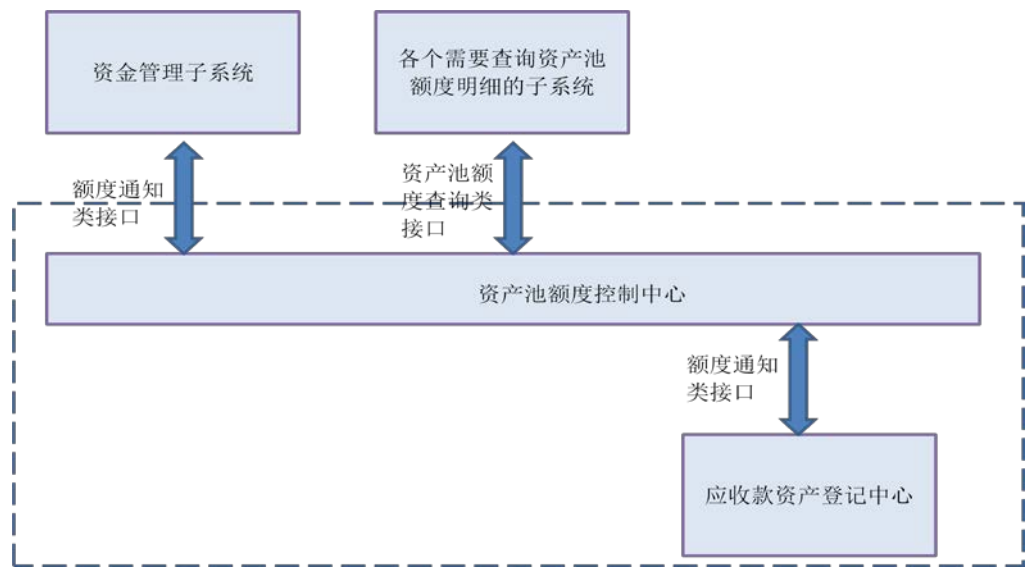 资金管理子系统
各个需要查询资产池
额度明细的子系统
额度通知
类接口
资产池额
度查询类
接口
资产池额度控制中心
额度通知
类接口
应收款资产登记中心